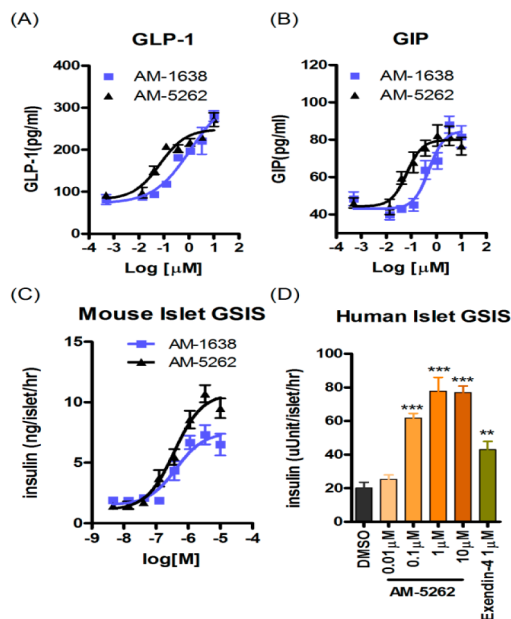 (A)
GLP-1
AM-1638
AM-5262
GLP-1(pg/ml)
400
300
200
100
0
-4 -3 -2 -1 0 1 2
Log [μM]
(B)
GIP
AM-1638
AM-5262
GIP(pg/ml)
120
100
80
60
40
-4 -3 -2 -1 0 1 2
Log [μM]
(C)
Mouse Islet GSIS
AM-1638
AM-5262
insulin (ng/islet/hr)
15
10
5
0
-9 -8 -7 -6 -5 -4
log[M]
(D)
Human Islet GSIS
insulin (uUnit/islet/hr)
100
80
60
40
20
0
*** *** *** **
DMSO
0.01μM
0.1μM
1μM
10μM
Exendin-4 1μM
AM-5262